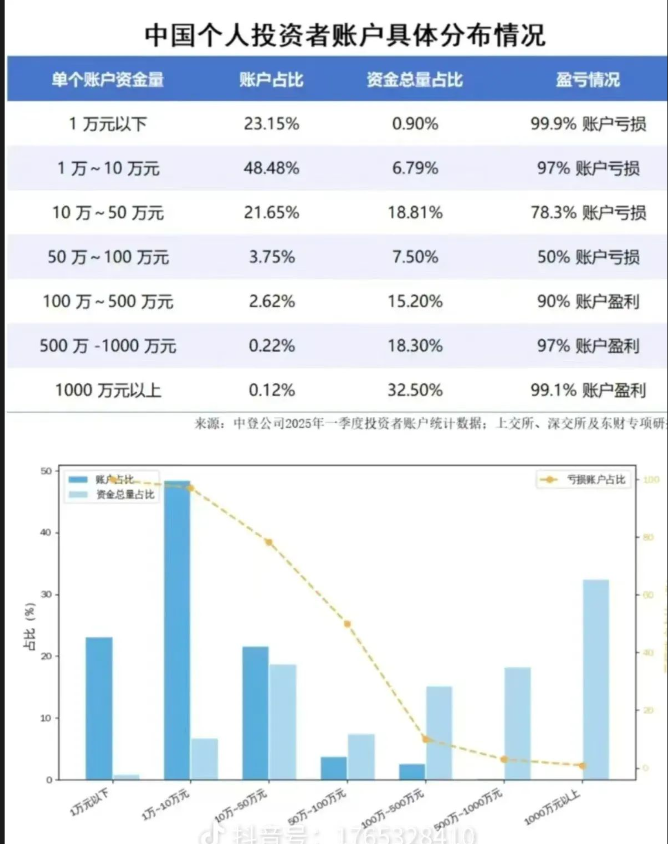 中国个人投资者账户具体分布情况
单个账户资金量 账户占比 资金总量占比 盈亏情况
1 万元以下 23.15% 0.90% 99.9% 账户亏损
1 万~10 万元 48.48% 6.79% 97% 账户亏损
10 万~50 万元 21.65% 18.81% 78.3% 账户亏损
50 万~100 万元 3.75% 7.50% 50% 账户亏损
100 万~500 万元 2.62% 15.20% 90% 账户盈利
500 万 -1000 万元 0.22% 18.30% 97% 账户盈利
1000 万元以上 0.12% 32.50% 99.1% 账户盈利
来源：中登公司2025年一季度投资者账户统计数据；上交所、深交所及东财专项研
账户占比
资金总量占比
亏损账户占比
占比（%）
50
40
30
20
10
0
100
80
60
40
20
0
1万元以下
1万~10万元
10万~50万元
50万~100万元
100万~500万元
500万~1000万元
1000万元以上
抖音号：1765328410